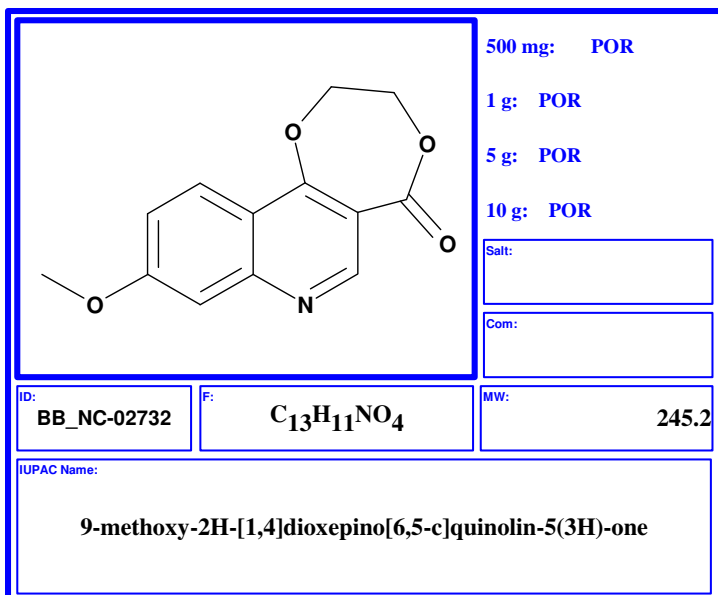 500 mg: POR
1 g: POR
5 g: POR
10 g: POR
O
O
O
O
N
Salt:
Com:
ID:
BB_NC-02732
F:
C13H11NO4
MW:
245.2
IUPAC Name:
9-methoxy-2H-[1,4]dioxepino[6,5-c]quinolin-5(3H)-one